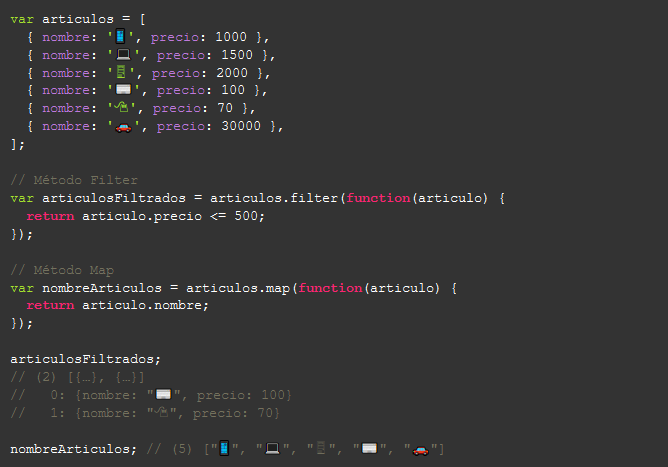 var articulos = [
  { nombre: '📱', precio: 1000 },
  { nombre: '💻', precio: 1500 },
  { nombre: '🖥', precio: 2000 },
  { nombre: '⌨️', precio: 100 },
  { nombre: '🖱', precio: 70 },
  { nombre: '🚗', precio: 30000 },
];
// Método Filter
var articulosFiltrados = articulos.filter(function(articulo) {
  return articulo.precio <= 500;
});
// Método Map
var nombreArticulos = articulos.map(function(articulo) {
  return articulo.nombre;
});
articulosFiltrados;
// (2) [{…}, {…}]
//   0: {nombre: "⌨️", precio: 100}
//   1: {nombre: "🖱", precio: 70}
nombreArticulos; // (5) ["📱", "💻", "🖥", "⌨️", "🚗"]